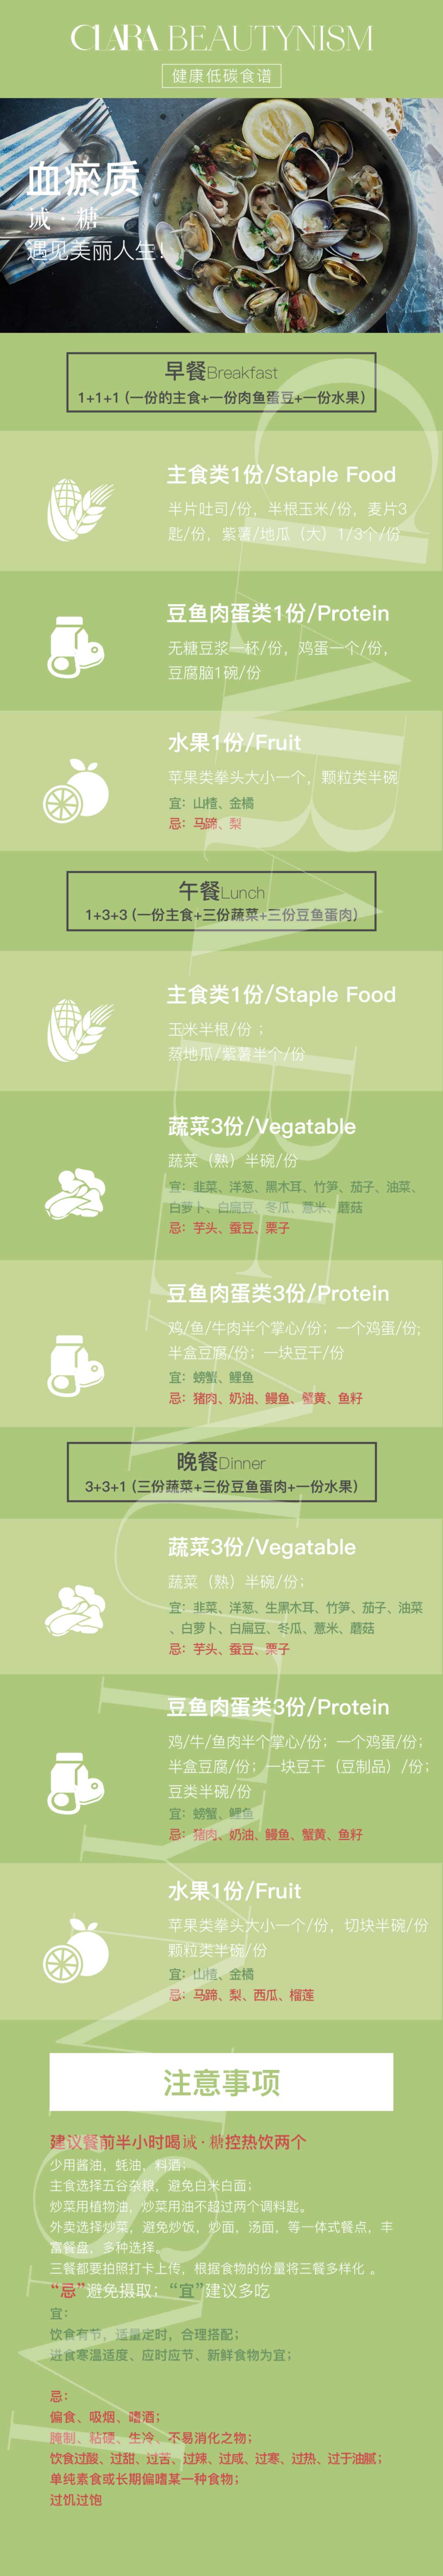 CLARA BEAUTYNISM
健康低碳食谱
血瘀质
诫·糖
遇见美丽人生!
早餐Breakfast
1+1+1 (一份的主食+一份肉鱼蛋豆+一份水果)
主食类1份/Staple Food
半片吐司/份，半根玉米/份，麦片3
匙/份，紫薯/地瓜（大）1/3个/份
豆鱼肉蛋类1份/Protein
无糖豆浆一杯/份，鸡蛋一个/份，
豆腐脑1碗/份
水果1份/Fruit
苹果类拳头大小一个，颗粒类半碗
宜：山楂、金橘
忌：马蹄、梨
午餐Lunch
1+3+3 (一份主食+三份蔬菜+三份豆鱼蛋肉)
主食类1份/Staple Food
玉米半根/份；
蒸地瓜/紫薯半个/份
蔬菜3份/Vegatable
蔬菜（熟）半碗/份
宜：韭菜、洋葱、黑木耳、竹笋、茄子、油菜、
白萝卜、白扁豆、冬瓜、薏米、蘑菇
忌：芋头、蚕豆、栗子
豆鱼肉蛋类3份/Protein
鸡/鱼/牛肉半个掌心/份；一个鸡蛋/份;
半盒豆腐/份；一块豆干/份
宜：螃蟹、鲤鱼
忌：猪肉、奶油、鳗鱼、蟹黄、鱼籽
晚餐Dinner
3+3+1 (三份蔬菜+三份豆鱼蛋肉+一份水果)
蔬菜3份/Vegatable
蔬菜（熟）半碗/份；
宜：韭菜、洋葱、生黑木耳、竹笋、茄子、油菜
、白萝卜、白扁豆、冬瓜、薏米、蘑菇
忌：芋头、蚕豆、栗子
豆鱼肉蛋类3份/Protein
鸡/牛/鱼肉半个掌心/份；一个鸡蛋/份；
半盒豆腐/份；一块豆干（豆制品）/份；
豆类半碗/份
宜：螃蟹、鲤鱼
忌：猪肉、奶油、鳗鱼、蟹黄、鱼籽
水果1份/Fruit
苹果类拳头大小一个/份，切块半碗/份
颗粒类半碗/份
宜：山楂、金橘
忌：马蹄、梨、西瓜、榴莲
注意事项
建议餐前半小时喝诫·糖控热饮两个
少用酱油，蚝油，料酒；
主食选择五谷杂粮，避免白米白面；
炒菜用植物油，炒菜用油不超过两个调料匙。
外卖选择炒菜，避免炒饭，炒面，汤面，等一体式餐点，丰
富餐盘，多种选择。
三餐都要拍照打卡上传，根据食物的份量将三餐多样化 。
“忌”避免摄取；“宜”建议多吃
宜：
饮食有节，适量定时，合理搭配；
进食寒温适度、应时应节、新鲜食物为宜；
忌：
偏食、吸烟、嗜酒；
腌制、粘硬、生冷、不易消化之物；
饮食过酸、过甜、过苦、过辣、过咸、过寒、过热、过于油腻；
单纯素食或长期偏嗜某一种食物；
过饥过饱